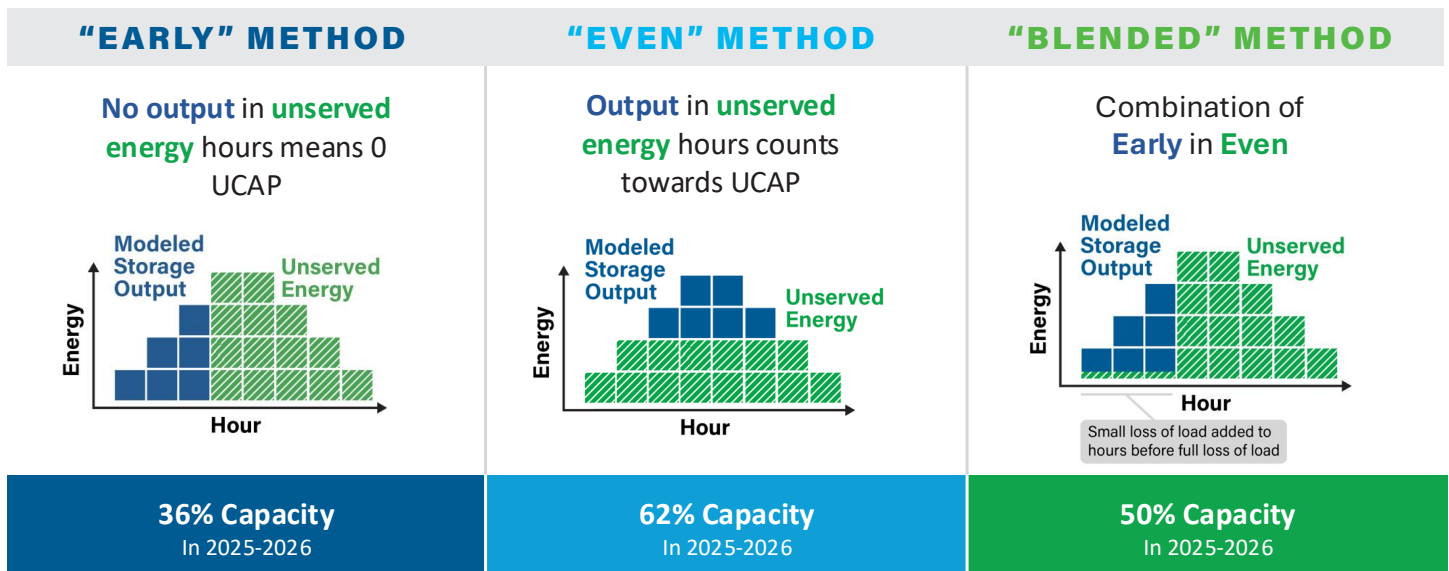 “EARLY” METHOD
No output in unserved
energy hours means 0
UCAP
Modeled
Storage
Output
Unserved
Energy
Energy
Hour
36% Capacity
In 2025-2026
“EVEN” METHOD
Output in unserved
energy hours counts
towards UCAP
Modeled
Storage
Output
Unserved
Energy
Energy
Hour
62% Capacity
In 2025-2026
“BLENDED” METHOD
Combination of
Early in Even
Modeled
Storage
Output
Unserved
Energy
Energy
Hour
Small loss of load added to
hours before full loss of load
50% Capacity
In 2025-2026